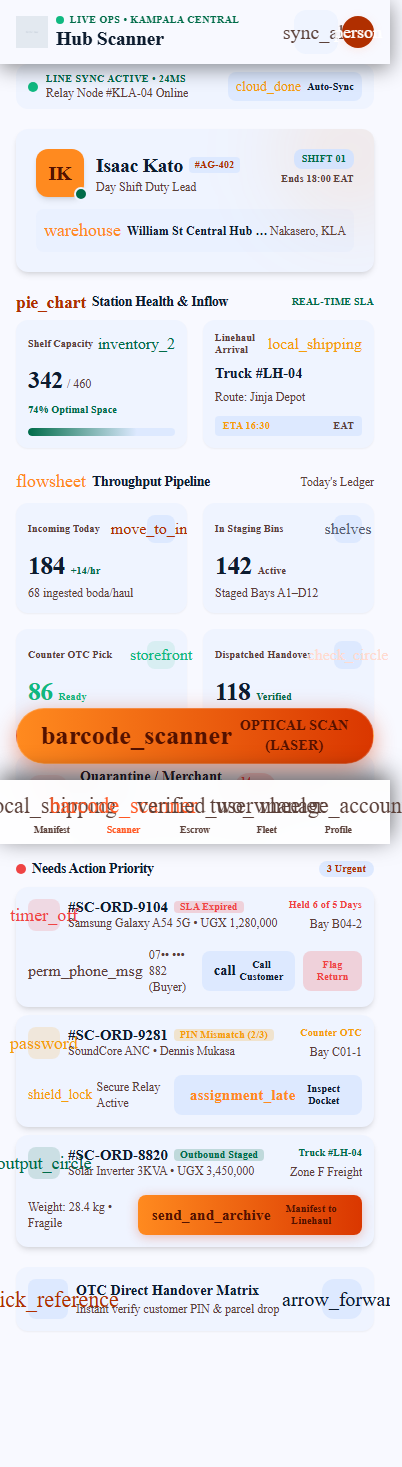 LIVE OPS • KAMPALA CENTRAL
Hub Scanner
LINE SYNC ACTIVE • 24MS
Relay Node #KLA-04 Online
cloud_done Auto-Sync
IK
Isaac Kato #AG-402
Day Shift Duty Lead
SHIFT 01
Ends 18:00 EAT
warehouse William St Central Hub ... Nakasero, KLA
pie_chart Station Health & Inflow REAL-TIME SLA
Shelf Capacity inventory_2
342 / 460
74% Optimal Space
Linehaul Arrival local_shipping
Truck #LH-04
Route: Jinja Depot
ETA 16:30 EAT
flowsheet Throughput Pipeline Today's Ledger
Incoming Today move_to_in
184 +14/hr
68 ingested boda/haul
In Staging Bins shelves
142 Active
Staged Bays A1–D12
Counter OTC Pick storefront
86 Ready
Dispatched Handover check_circle
118 Verified
barcode_scanner OPTICAL SCAN
(LASER)
Quarantine / Merchant
Manifest Scanner Escrow Fleet Profile
Needs Action Priority 3 Urgent
timer_off
#SC-ORD-9104 SLA Expired
Samsung Galaxy A54 5G • UGX 1,280,000
Held 6 of 5 Days
Bay B04-2
perm_phone_msg
07•• •••
882
(Buyer)
call Call
Customer
Flag
Return
password
#SC-ORD-9281 PIN Mismatch (2/3)
SoundCore ANC • Dennis Mukasa
Counter OTC
Bay C01-1
shield_lock Secure Relay
Active
assignment_late Inspect
Docket
output_circle
#SC-ORD-8820 Outbound Staged
Solar Inverter 3KVA • UGX 3,450,000
Truck #LH-04
Zone F Freight
Weight: 28.4 kg •
Fragile
send_and_archive Manifest to
Linehaul
ick_reference
OTC Direct Handover Matrix
Instant verify customer PIN & parcel drop
arrow_forwar